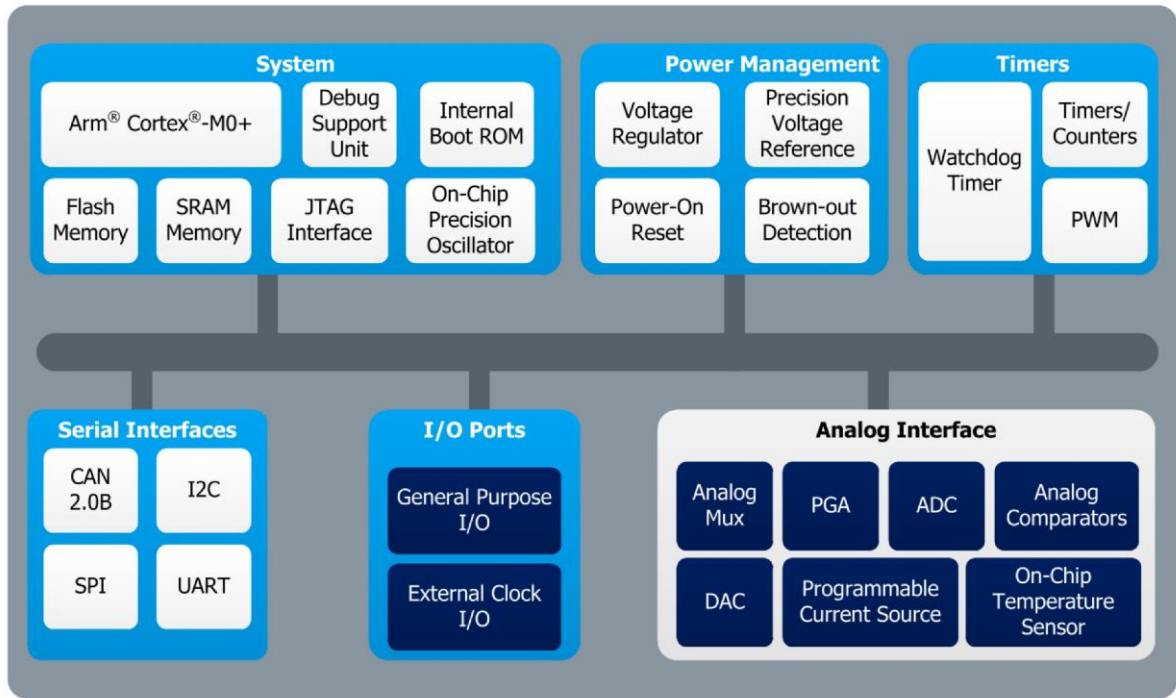 System
Arm® Cortex®-M0+
Debug
Support
Unit
Internal
Boot ROM
Flash
Memory
SRAM
Memory
JTAG
Interface
On-Chip
Precision
Oscillator
Power Management
Voltage
Regulator
Precision
Voltage
Reference
Power-On
Reset
Brown-out
Detection
Timers
Watchdog
Timer
Timers/
Counters
PWM
Serial Interfaces
CAN
2.0B
I2C
SPI
UART
I/O Ports
General Purpose
I/O
External Clock
I/O
Analog Interface
Analog
Mux
PGA
ADC
Analog
Comparators
DAC
Programmable
Current Source
On-Chip
Temperature
Sensor